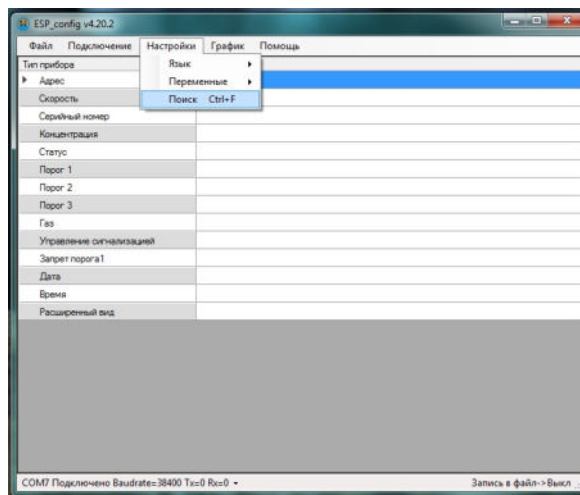 ESP_config v4.20.2
Файл Подключение Настройки График Помощь
Тип прибора
Язык
Адрес
Переменные
Скорость
Поиск Ctrl+F
Серийный номер
Концентрация
Статус
Порог 1
Порог 2
Порог 3
Газ
Управление сигнализацией
Запрет порога1
Дата
Время
Расширенный вид
COM7 Подключено Baudrate=38400 Tx=0 Rx=0 Запись в файл->Выкл